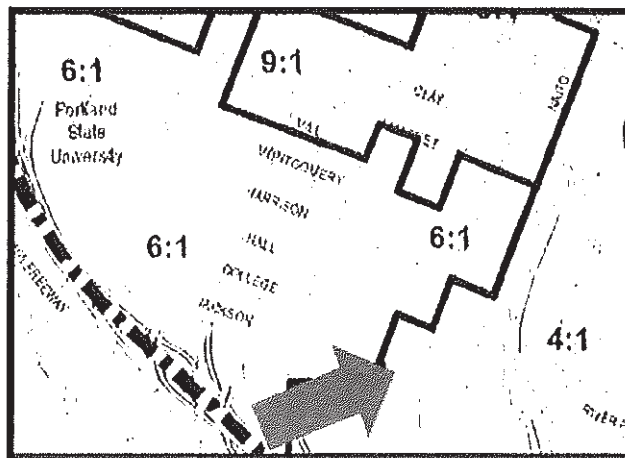 6:1
9:1
Portland
State
University
CLAY
MARKET
NAITO
MONTGOMERY
HARRISON
6:1
HALL
6:1
COLLEGE
JACKSON
4:1